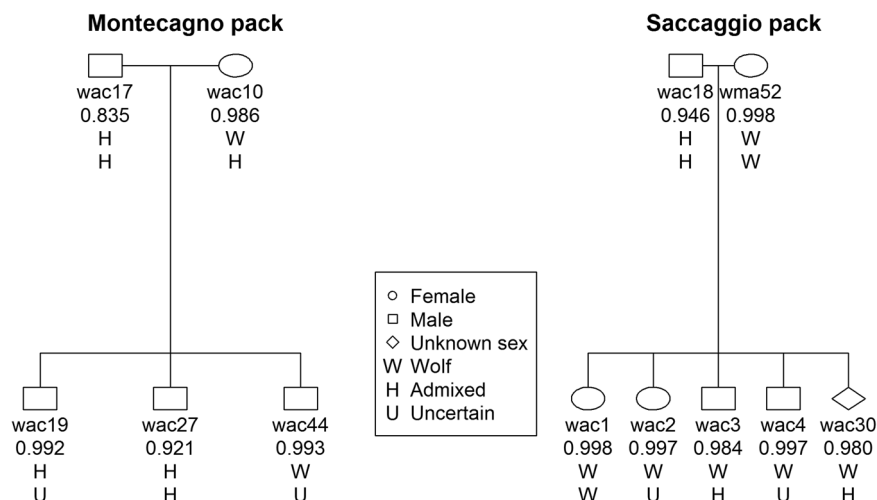 Montecagno pack
wac17 wac10
0.835 0.986
H W
H H
wac19 wac27 wac44
0.992 0.921 0.993
H H W
U H U
Female
Male
Unknown sex
W Wolf
H Admixed
U Uncertain
Saccaggio pack
wac18 wma52
0.946 0.998
H W
H W
wac1 wac2 wac3 wac4 wac30
0.998 0.997 0.984 0.997 0.980
W W W W W
W U H U H